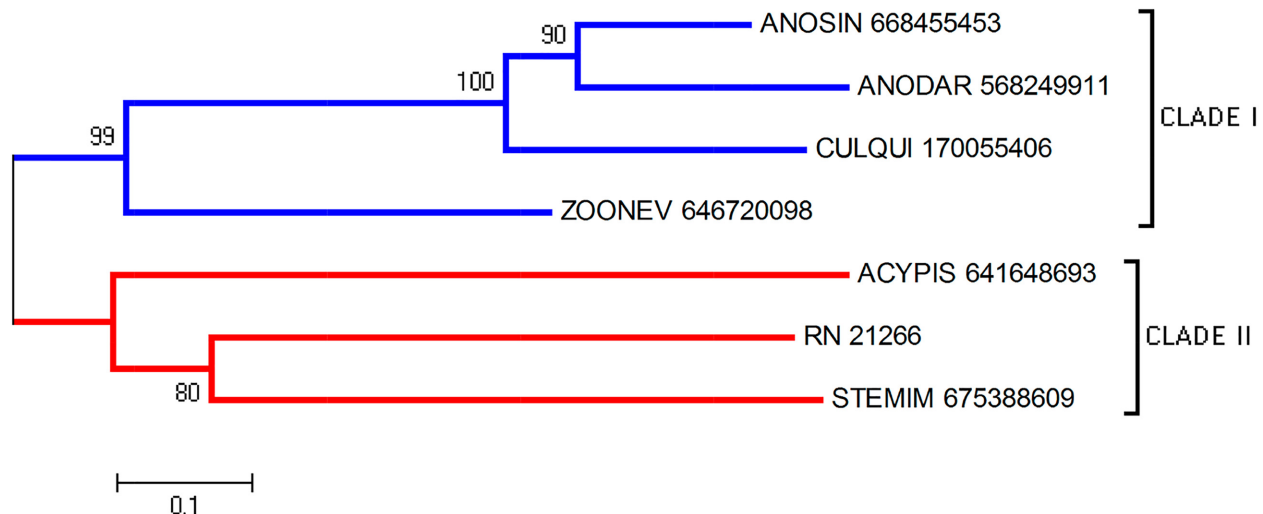 ANOSIN 668455453
90
ANODAR 568249911
100
CLADE I
99
CULQUI 170055406
ZOONEV 646720098
ACYPIS 641648693
RN 21266
CLADE II
80
STEMIM 675388609
0.1